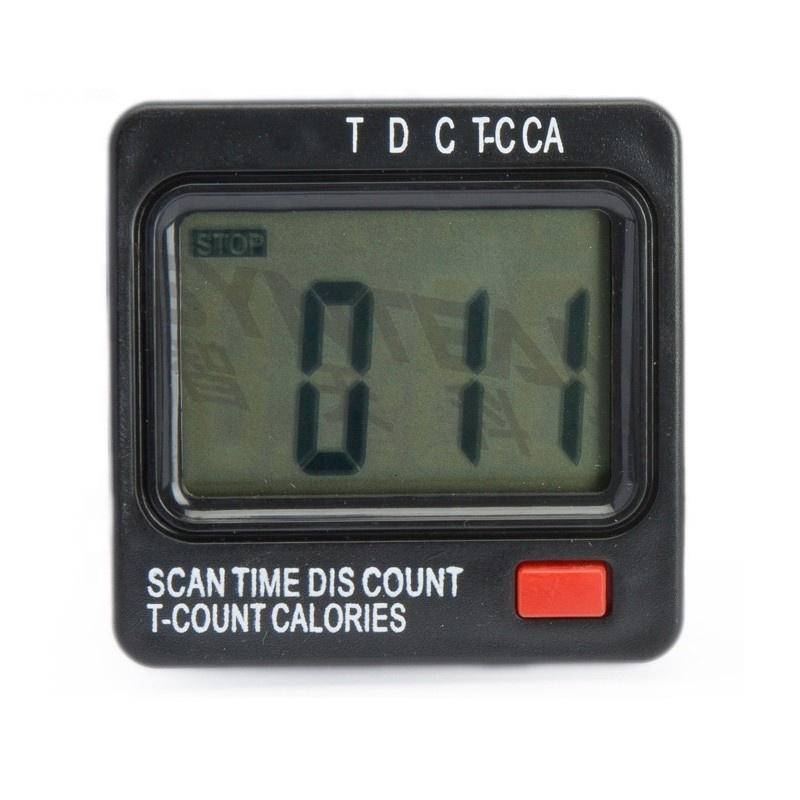 T D C T-C CA
STOP
011
SCAN TIME DIS COUNT
T-COUNT CALORIES